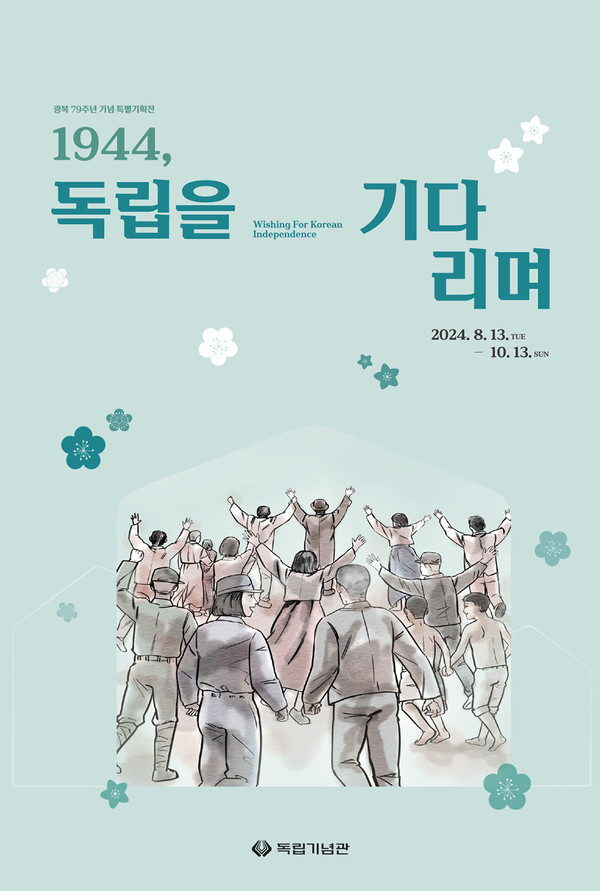 광복 79주년 기념 특별기획전
1944,
독립을
Wishing For Korean
Independence
기다
리며
2024. 8. 13. TUE
— 10. 13. SUN
독립기념관